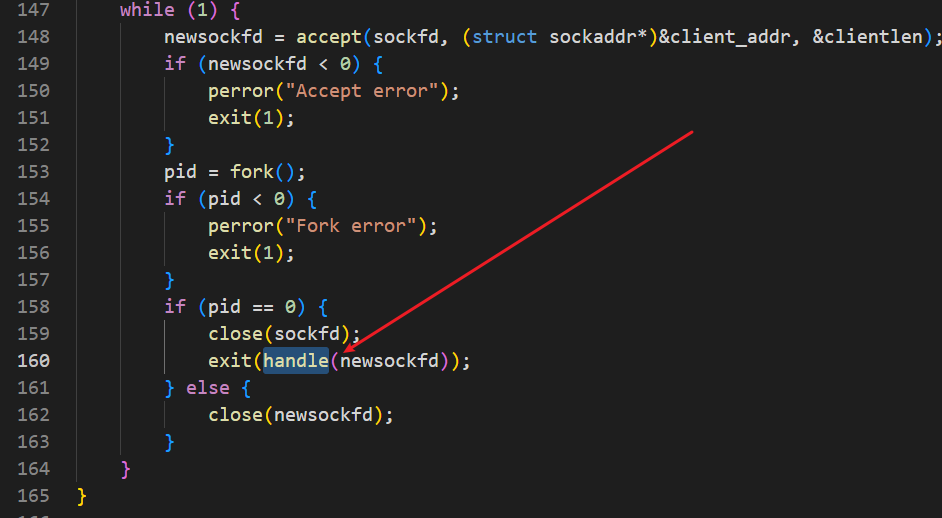 147 while (1) {
148 newsockfd = accept(sockfd, (struct sockaddr*)&client_addr, &clientlen);
149 if (newsockfd < 0) {
150 perror("Accept error");
151 exit(1);
152 }
153 pid = fork();
154 if (pid < 0) {
155 perror("Fork error");
156 exit(1);
157 }
158 if (pid == 0) {
159 close(sockfd);
160 exit(handle(newsockfd));
161 } else {
162 close(newsockfd);
163 }
164 }
165 }